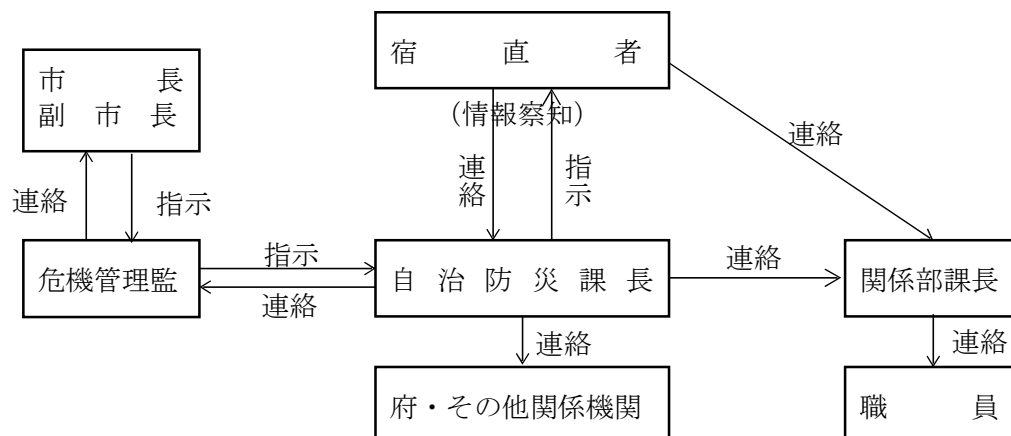 宿直者
市長
副市長
(情報察知)
連絡
指示
連絡
連絡
指示
危機管理監
指示
連絡
自治防災課長
連絡
関係部課長
連絡
連絡
府・その他関係機関
職員